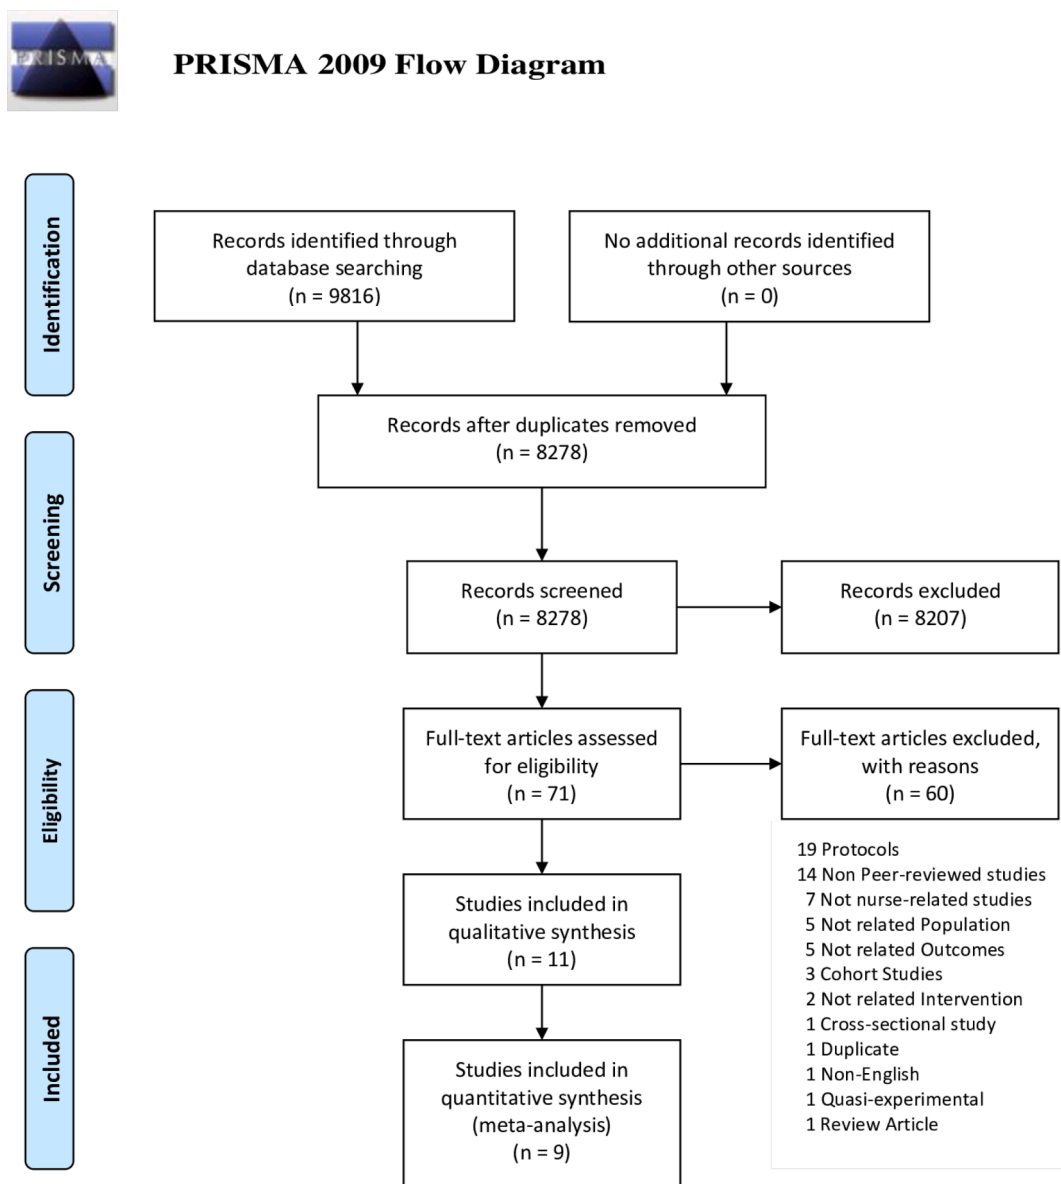 PRISMA
PRISMA 2009 Flow Diagram
Identification
Records identified through
database searching
(n = 9816)
No additional records identified
through other sources
(n = 0)
Records after duplicates removed
(n = 8278)
Screening
Records screened
(n = 8278)
Records excluded
(n = 8207)
Eligibility
Full-text articles assessed
for eligibility
(n = 71)
Full-text articles excluded,
with reasons
(n = 60)
19 Protocols
14 Non Peer-reviewed studies
7 Not nurse-related studies
5 Not related Population
5 Not related Outcomes
3 Cohort Studies
2 Not related Intervention
1 Cross-sectional study
1 Duplicate
1 Non-English
1 Quasi-experimental
1 Review Article
Studies included in
qualitative synthesis
(n = 11)
Included
Studies included in
quantitative synthesis
(meta-analysis)
(n = 9)